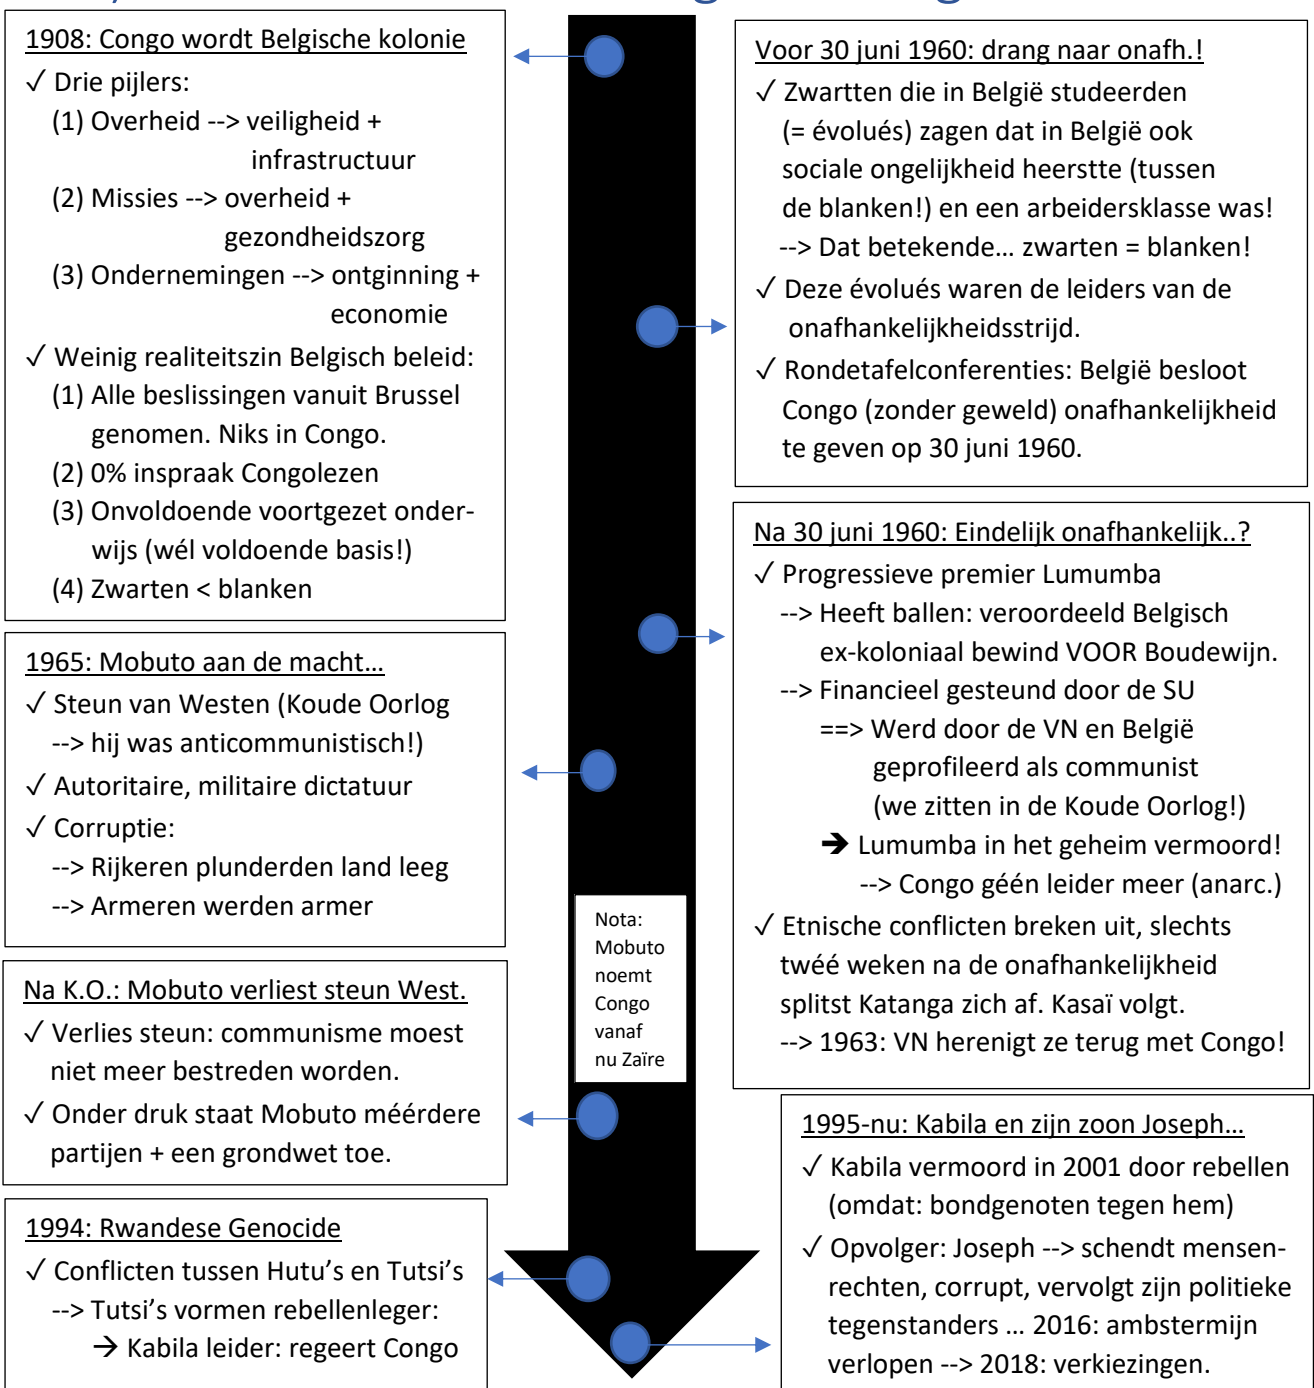 1908: Congo wordt Belgische kolonie
✓ Drie pijlers:
(1) Overheid --> veiligheid +
infrastructuur
(2) Missies --> overheid +
gezondheidszorg
(3) Ondernemingen --> ontginning +
economie
✓ Weinig realiteitszin Belgisch beleid:
(1) Alle beslissingen vanuit Brussel
genomen. Niks in Congo.
(2) 0% inspraak Congolezen
(3) Onvoldoende voortgezet onder-
wijs (wél voldoende basis!)
(4) Zwarten < blanken
Voor 30 juni 1960: drang naar onafh.!
✓ Zwartten die in België studeerden
(= évolués) zagen dat in België ook
sociale ongelijkheid heerstte (tussen
de blanken!) en een arbeidersklasse was!
--> Dat betekende… zwarten = blanken!
✓ Deze évolués waren de leiders van de
onafhankelijkheidsstrijd.
✓ Rondetafelconferenties: België besloot
Congo (zonder geweld) onafhankelijkheid
te geven op 30 juni 1960.
Na 30 juni 1960: Eindelijk onafhankelijk..?
✓ Progressieve premier Lumumba
--> Heeft ballen: veroordeeld Belgisch
ex-koloniaal bewind VOOR Boudewijn.
--> Financieel gesteund door de SU
==> Werd door de VN en België
geprofileerd als communist
(we zitten in de Koude Oorlog!)
➔ Lumumba in het geheim vermoord!
--> Congo géén leider meer (anarc.)
✓ Etnische conflicten breken uit, slechts
twéé weken na de onafhankelijkheid
splitst Katanga zich af. Kasaï volgt.
--> 1963: VN herenigt ze terug met Congo!
1965: Mobuto aan de macht…
✓ Steun van Westen (Koude Oorlog
--> hij was anticommunistisch!)
✓ Autoritaire, militaire dictatuur
✓ Corruptie:
--> Rijkeren plunderden land leeg
--> Armeren werden armer
Nota:
Mobuto
noemt
Congo
vanaf
nu Zaïre
Na K.O.: Mobuto verliest steun West.
✓ Verlies steun: communisme moest
niet meer bestreden worden.
✓ Onder druk staat Mobuto méérdere
partijen + een grondwet toe.
1994: Rwandese Genocide
✓ Conflicten tussen Hutu’s en Tutsi’s
--> Tutsi’s vormen rebellenleger:
→ Kabila leider: regeert Congo
1995-nu: Kabila en zijn zoon Joseph…
✓ Kabila vermoord in 2001 door rebellen
(omdat: bondgenoten tegen hem)
✓ Opvolger: Joseph --> schendt mensen-
rechten, corrupt, vervolgt zijn politieke
tegenstanders … 2016: ambstermijn
verlopen --> 2018: verkiezingen.